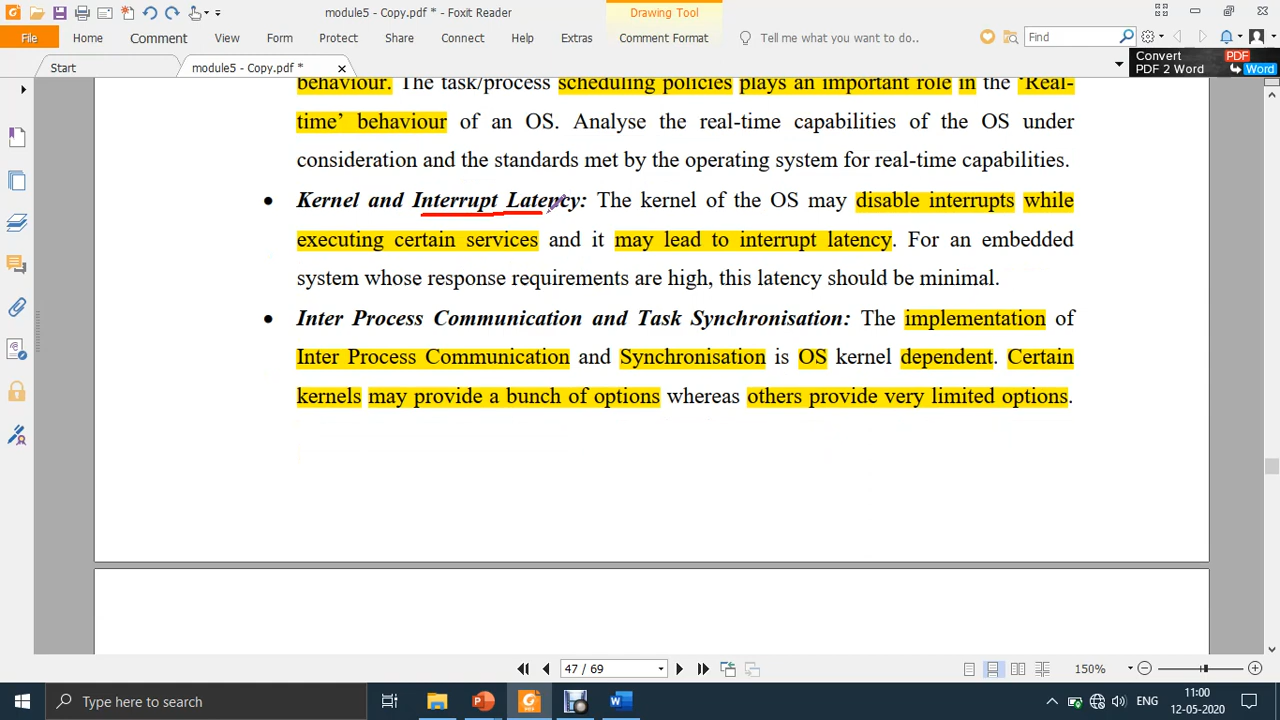 module5 - Copy.pdf * - Foxit Reader
Drawing Tool
File Home Comment View Form Protect Share Connect Help Extras Comment Format Tell me what you want to do.. Find
Start module5 - Copy.pdf *
Convert PDF
PDF 2 Word Word
behaviour. The task/process scheduling policies plays an important role in the ‘Real-
time’ behaviour of an OS. Analyse the real-time capabilities of the OS under
consideration and the standards met by the operating system for real-time capabilities.
• Kernel and Interrupt Latency: The kernel of the OS may disable interrupts while
executing certain services and it may lead to interrupt latency. For an embedded
system whose response requirements are high, this latency should be minimal.
• Inter Process Communication and Task Synchronisation: The implementation of
Inter Process Communication and Synchronisation is OS kernel dependent. Certain
kernels may provide a bunch of options whereas others provide very limited options.
47 / 69 150%
Type here to search ENG 11:00
12-05-2020